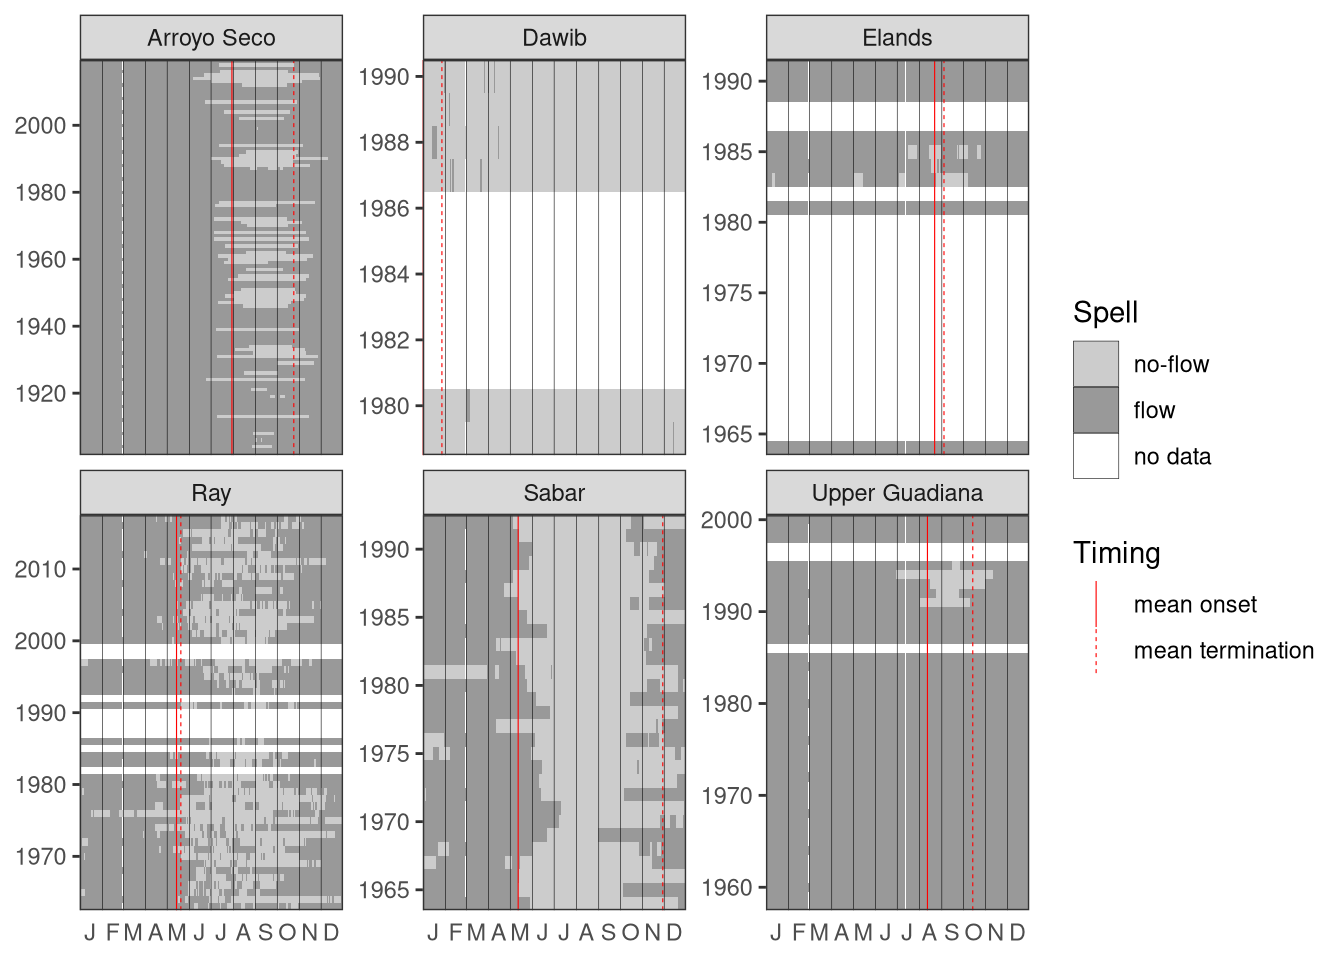 Arroyo Seco
Dawib
Elands
2000
1980
1960
1940
1920
1990
1988
1986
1984
1982
1980
1990
1985
1980
1975
1970
1965
Ray
Sabar
Upper Guadiana
2010
2000
1990
1980
1970
1990
1985
1980
1975
1970
1965
2000
1990
1980
1970
1960
J F M A M J J A S O N D
J F M A M J J A S O N D
J F M A M J J A S O N D
Spell
no-flow
flow
no data
Timing
mean onset
mean termination